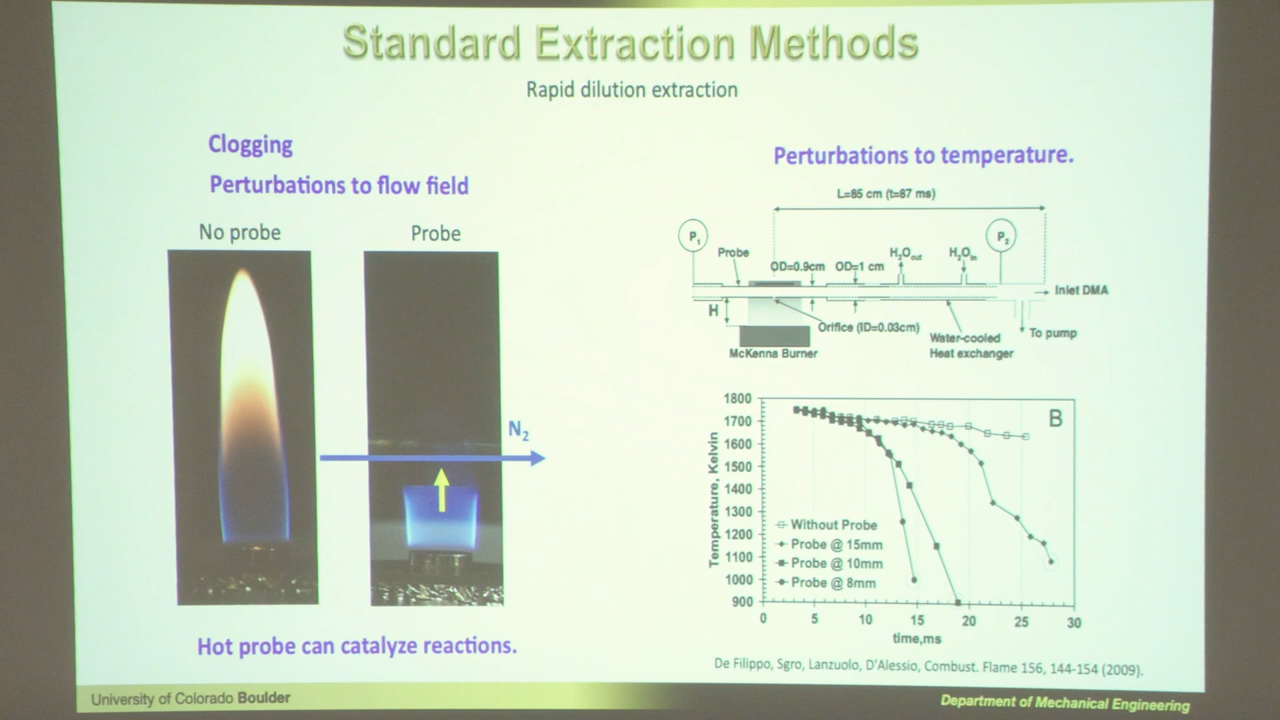 Standard Extraction Methods
Rapid dilution extraction
Clogging
Perturbations to flow field
No probe
Probe
N2
Hot probe can catalyze reactions.
Perturbations to temperature.
L=85 cm (t=87 ms)
P1
P2
Probe
OD=0.9cm
OD=1 cm
H2Oout
H2Oin
Inlet DMA
H
Orifice (ID=0.03cm)
To pump
Water-cooled
Heat exchanger
McKenna Burner
B
Temperature, Kelvin
1800
1700
1600
1500
1400
1300
1200
1100
1000
900
Without Probe
Probe @ 15mm
Probe @ 10mm
Probe @ 8mm
0 5 10 15 20 25 30
time,ms
De Filippo, Sgro, Lanzuolo, D'Alessio, Combust. Flame 156, 144-154 (2009).
University of Colorado Boulder
Department of Mechanical Engineering